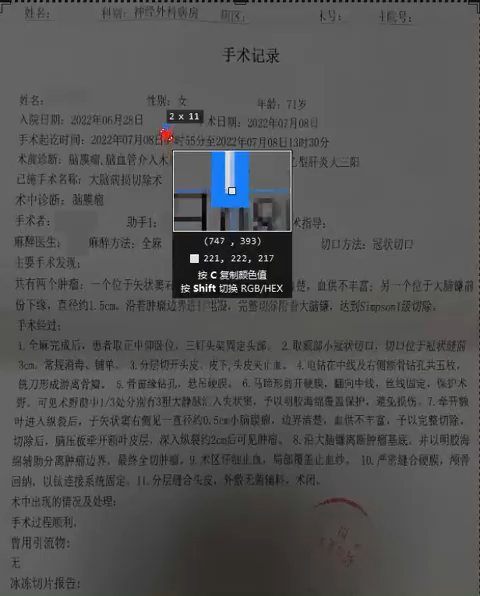 姓名: 科别: 神经外科病房 病区: 床号: 住院号:
手术记录
姓名: 性别: 女 年龄: 71岁
入院日期: 2022年06月28日 术日期: 2022年07月08日
2 x 11
手术起讫时间: 2022年07月08日 时55分至2022年07月08日13时30分
术前诊断: 脑膜瘤,脑血管介入术 乙型肝炎大三阳
已施手术名称: 大脑病损切除术
术中诊断: 脑膜瘤
手术者: 助手1: 指导:
麻醉医生: 麻醉方法: 全麻 切口方法: 冠状切口
(747 , 393)
221, 222, 217
按 C 复制颜色值
按 Shift 切换 RGB/HEX
主要手术发现:
共有两个肿瘤: 一个位于矢状窦 楚, 血供不丰富; 另一个位于大脑镰前
份下缘, 直径约1.5cm, 沿着肿瘤边界进行电凝, 完整切除附着大脑镰, 达到Simpson1级切除。
手术经过:
1.全麻完成后, 患者取正中仰卧位, 三钉头架固定头部。 2.取额部小冠状切口, 切口位于冠状缝前
3cm, 常规消毒、铺单。 3.分层切开头皮、皮下, 头皮夹止血。 4.电钻在中线及右侧额骨钻孔共五枚,
铣刀形成游离骨瓣。 5.骨窗缘钻孔, 悬吊硬膜。 6.马蹄形剪开硬膜, 翻向中线, 丝线固定, 保护术
野。可见术野前中1/3处分别有3粗大静脉汇入矢状窦, 予以明胶海绵覆盖保护, 避免损伤。 7.牵开额
叶进入纵裂后, 于矢状窦右侧见一直径约0.5cm小脑膜瘤, 边界清楚, 血供不丰富, 予以完整切除,
切除后, 脑压板牵开额叶皮层, 深入纵裂约2cm后可见肿瘤。 8.沿大脑镰离断肿瘤基底, 并以明胶海
绵辅助分离肿瘤边界, 最终全切肿瘤。 9.术区仔细止血, 局部覆盖止血纱。 10.严密缝合硬膜, 颅骨
回纳, 以钛连接系统固定。 11.分层缝合头皮, 外敷无菌辅料, 术闭。
术中出现的情况及处理:
手术过程顺利。
曾用引流物:
无
冰冻切片报告: